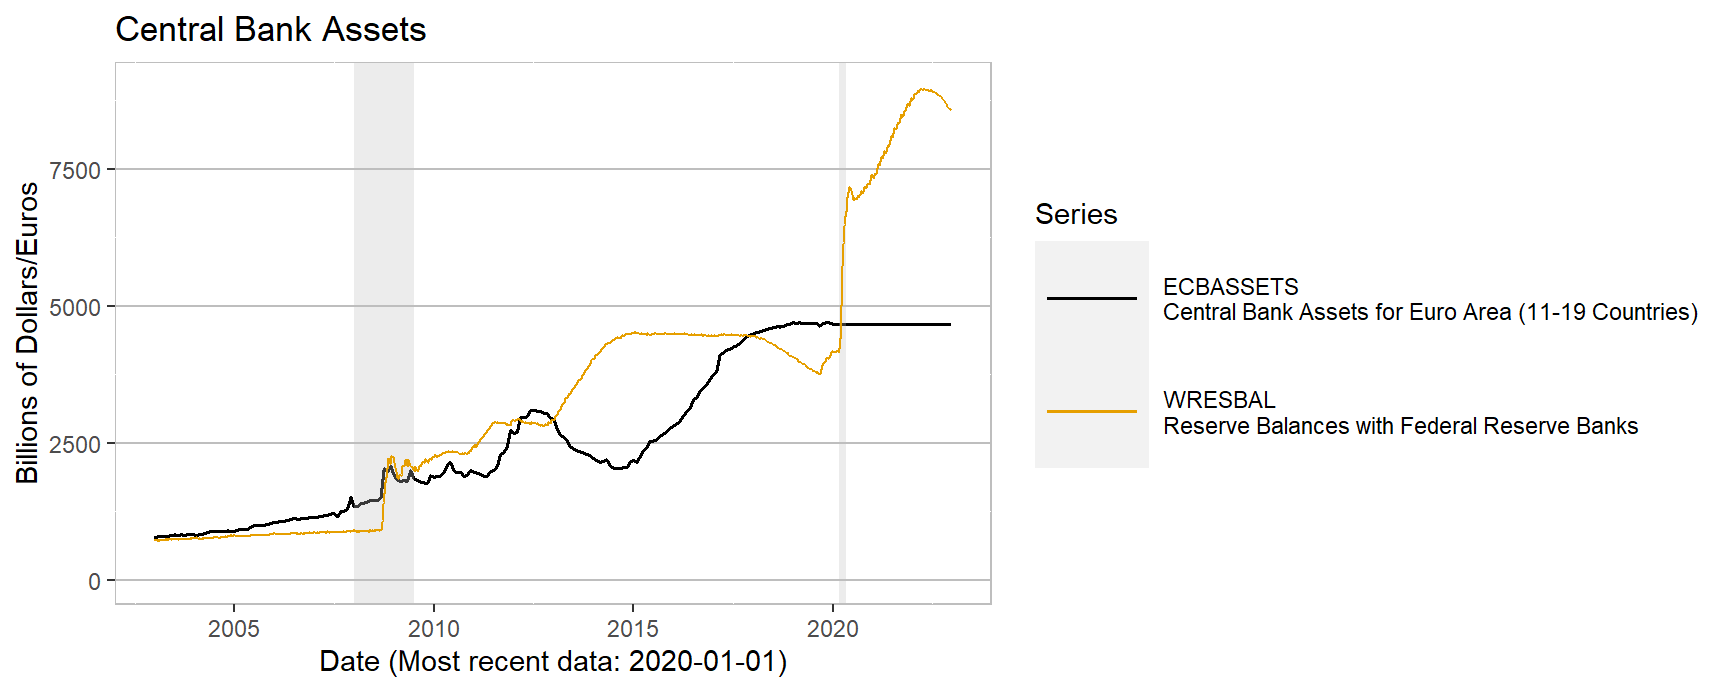 Central Bank Assets
Billions of Dollars/Euros
7500
5000
2500
0
2005
2010
2015
2020
Date (Most recent data: 2020-01-01)
Series
ECBASSETS
Central Bank Assets for Euro Area (11-19 Countries)
WRESBAL
Reserve Balances with Federal Reserve Banks